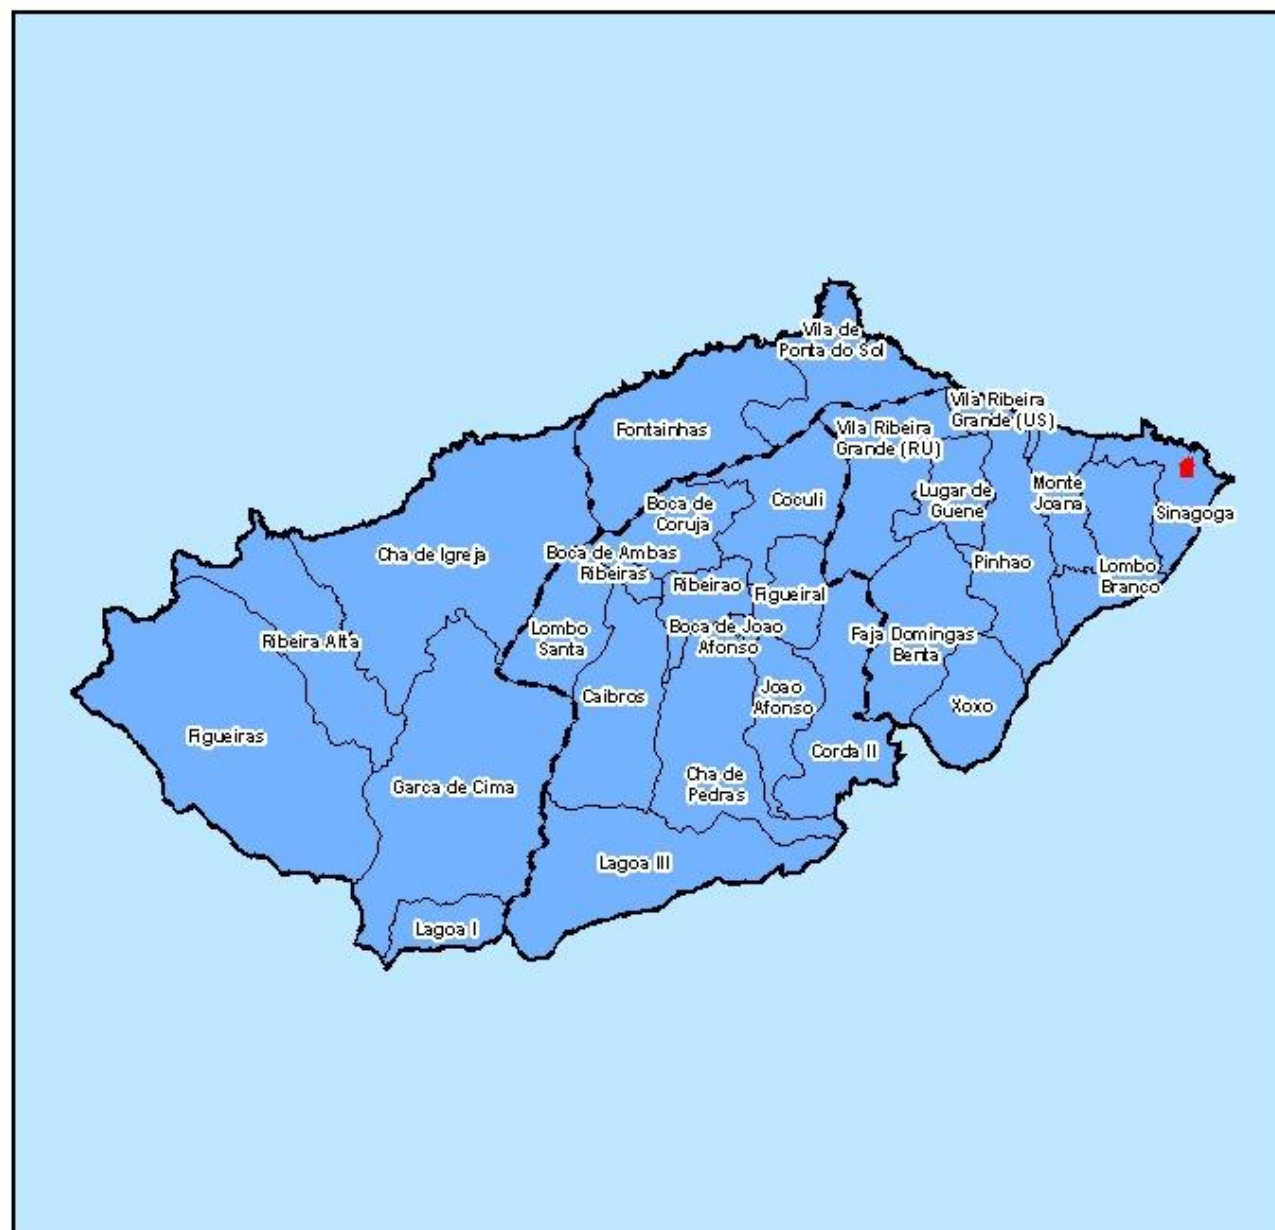 Vila de
Ponta do Sol
Vila Ribeira
Grande (US)
Fontainhas
Vila Ribeira
Grande (RU)
Monte
Joana
Lugar de
Guene
Coculi
Boca de
Coruja
Sinagoga
Cha de Igreja
Boca de Ambas
Ribeiras
Pinhao
Lombo
Branco
Ribeirao
Figueiral
Ribeira Alta
Lombo
Santa
Boca de Joao
Afonso
Faja Domingas
Benta
Caibros
Joao
Afonso
Xoxo
Figueiras
Corda II
Garca de Cima
Cha de
Pedras
Lagoa III
Lagoa I